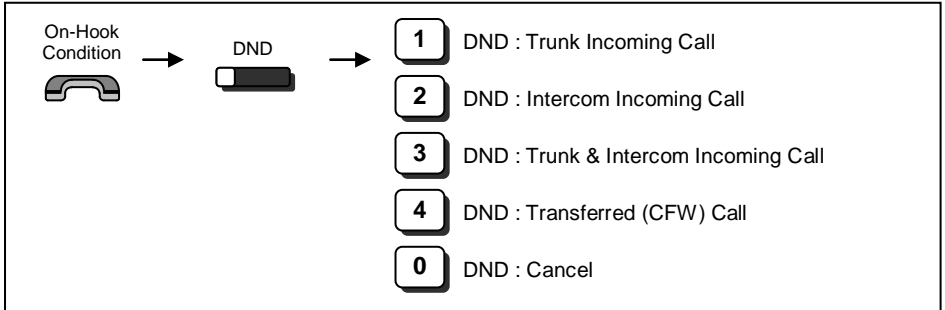 On-Hook
Condition
DND
1 DND : Trunk Incoming Call
2 DND : Intercom Incoming Call
3 DND : Trunk & Intercom Incoming Call
4 DND : Transferred (CFW) Call
0 DND : Cancel